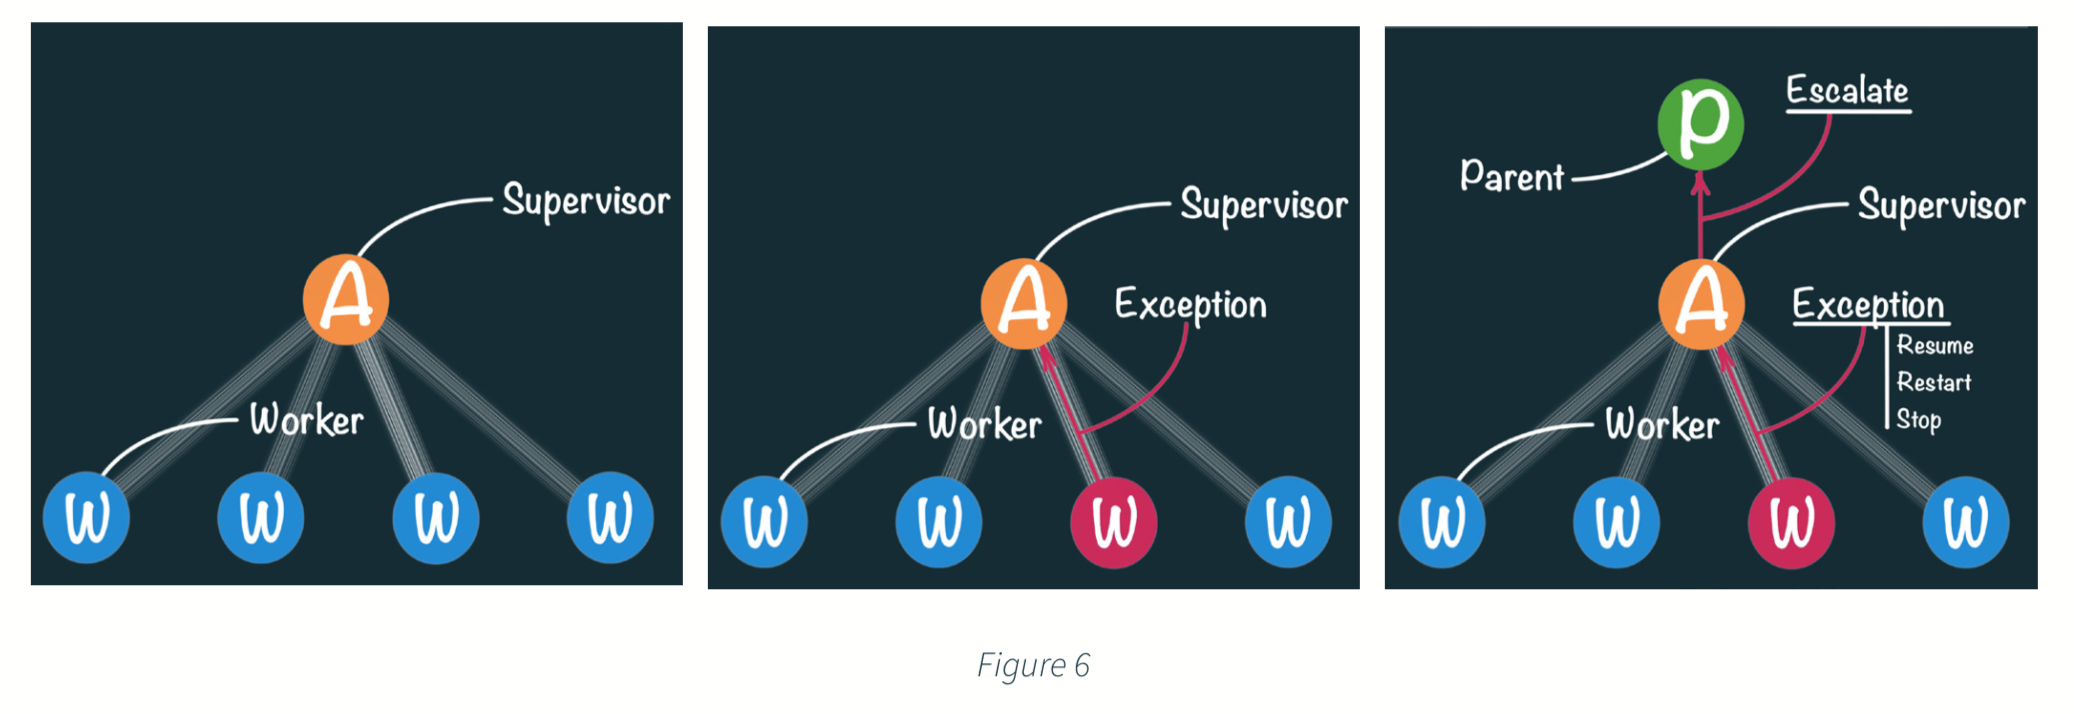 Supervisor
A
Worker
W W W W
Supervisor
A
Exception
Worker
W W W W
P
Escalate
Parent
Supervisor
A
Exception
Resume
Restart
Stop
Worker
W W W W
Figure 6